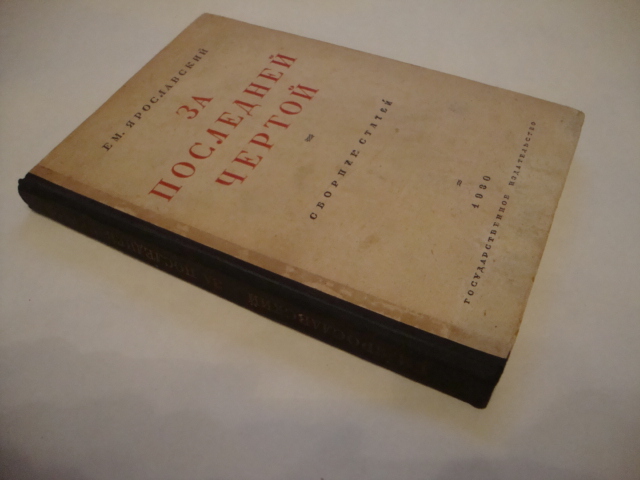 ЕМ. ЯРОСЛАВСКИЙ
ЗА
ПОСЛЕДНЕЙ
ЧЕРТОЙ
СБОРНИК СТАТЕЙ
1930
ГОСУДАРСТВЕННОЕ ИЗДАТЕЛЬСТВО